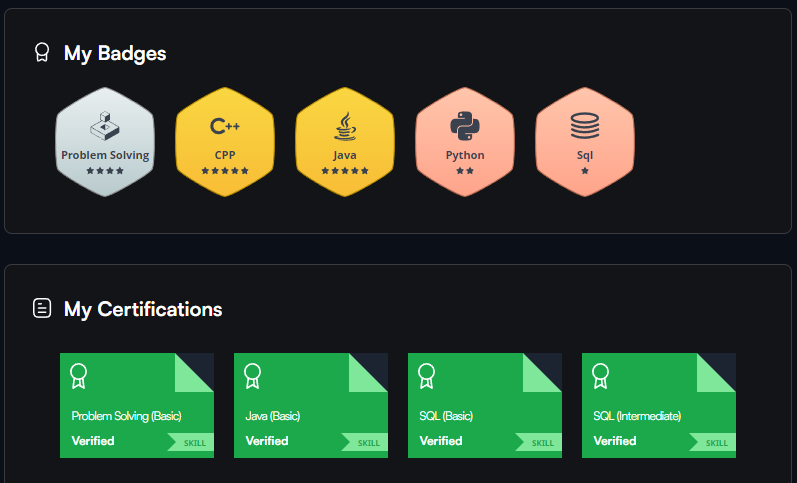 My Badges
C++
Problem Solving
CPP
Java
Python
Sql
My Certifications
Problem Solving (Basic)
Verified
SKILL
Java (Basic)
Verified
SKILL
SQL (Basic)
Verified
SKILL
SQL (Intermediate)
Verified
SKILL